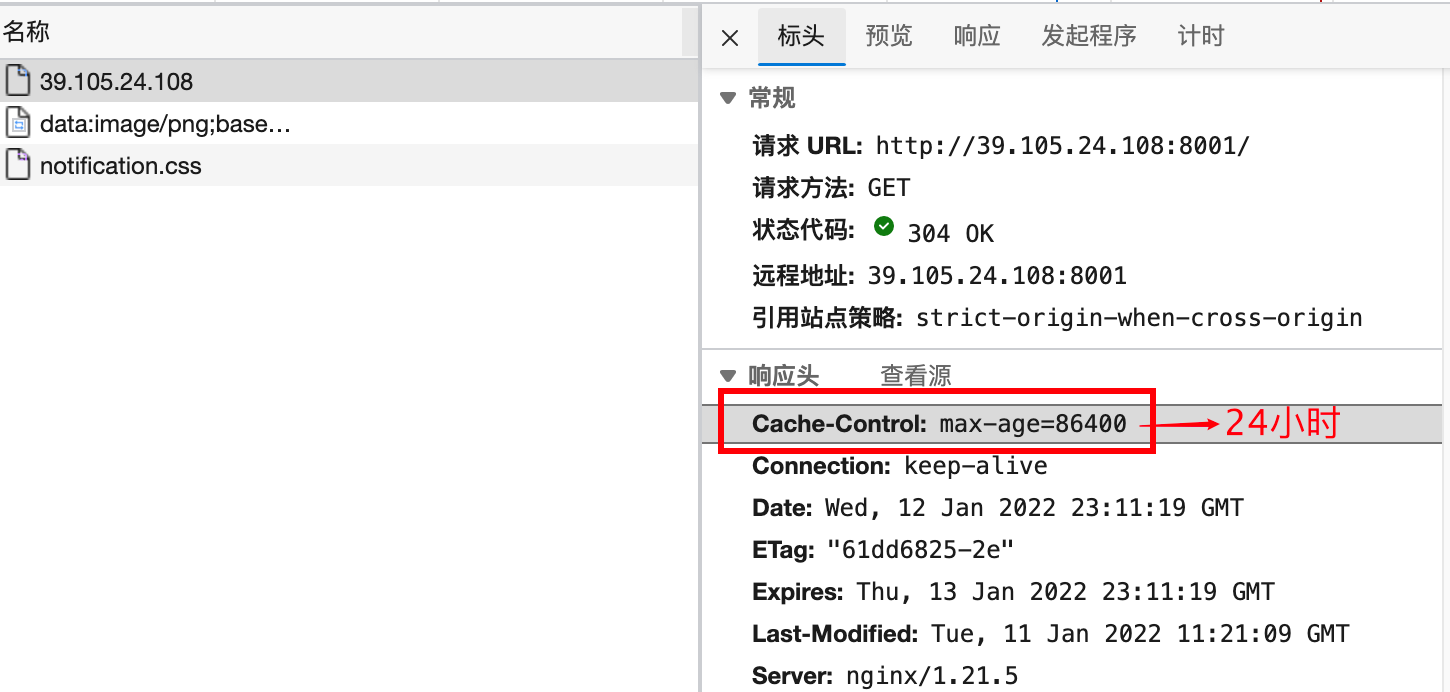 名称
39.105.24.108
data:image/png;base…
notification.css
标头 预览 响应 发起程序 计时
常规
请求 URL: http://39.105.24.108:8001/
请求方法: GET
状态代码: 304 OK
远程地址: 39.105.24.108:8001
引用站点策略: strict-origin-when-cross-origin
响应头 查看源
Cache-Control: max-age=86400 24小时
Connection: keep-alive
Date: Wed, 12 Jan 2022 23:11:19 GMT
ETag: "61dd6825-2e"
Expires: Thu, 13 Jan 2022 23:11:19 GMT
Last-Modified: Tue, 11 Jan 2022 11:21:09 GMT
Server: nginx/1.21.5